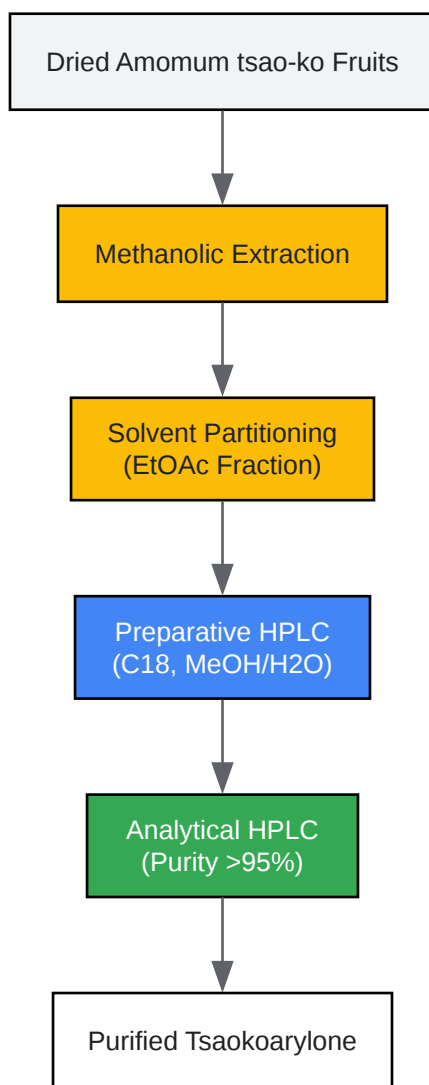 Dried Amomum tsao-ko Fruits
Methanolic Extraction
Solvent Partitioning
(EtOAc Fraction)
Preparative HPLC
(C18, MeOH/H2O)
Analytical HPLC
(Purity >95%)
Purified Tsaokoarylone